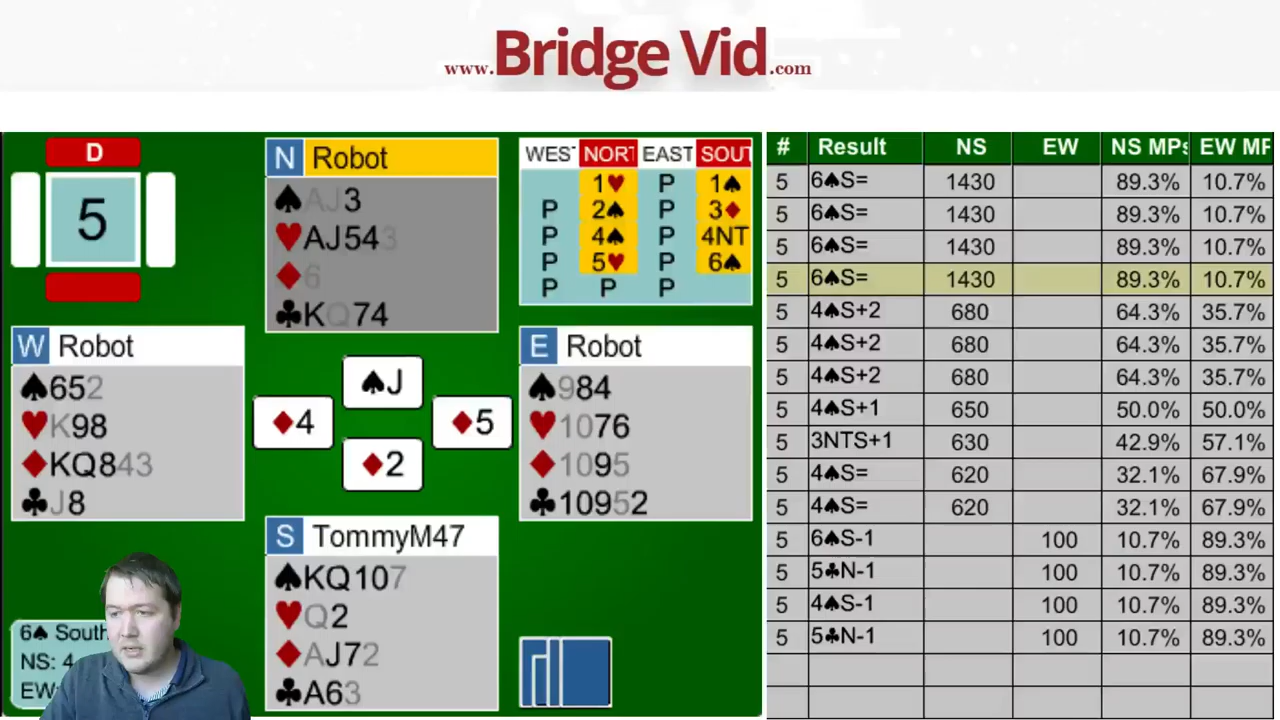 www.Bridge Vid.com
D
5
N Robot
♠AJ3
♥AJ543
♦6
♣KQ74
WEST NORT EAST SOUT
1♥ P 1♠
P 2♠ P 3♦
P 4♠ P 4NT
P 5♥ P 6♠
P P P
W Robot
♠652
♥K98
♦KQ843
♣J8
♠J
♦4
♦5
♦2
E Robot
♠984
♥1076
♦1095
♣10952
S TommyM47
♠KQ107
♥Q2
♦AJ72
♣A63
6♠ South
NS: 4
EW:
# Result NS EW NS MPs EW MP
5 6♠S= 1430 89.3% 10.7%
5 6♠S= 1430 89.3% 10.7%
5 6♠S= 1430 89.3% 10.7%
5 6♠S= 1430 89.3% 10.7%
5 4♠S+2 680 64.3% 35.7%
5 4♠S+2 680 64.3% 35.7%
5 4♠S+2 680 64.3% 35.7%
5 4♠S+1 650 50.0% 50.0%
5 3NTS+1 630 42.9% 57.1%
5 4♠S= 620 32.1% 67.9%
5 4♠S= 620 32.1% 67.9%
5 6♠S-1 100 10.7% 89.3%
5 5♣N-1 100 10.7% 89.3%
5 4♠S-1 100 10.7% 89.3%
5 5♣N-1 100 10.7% 89.3%